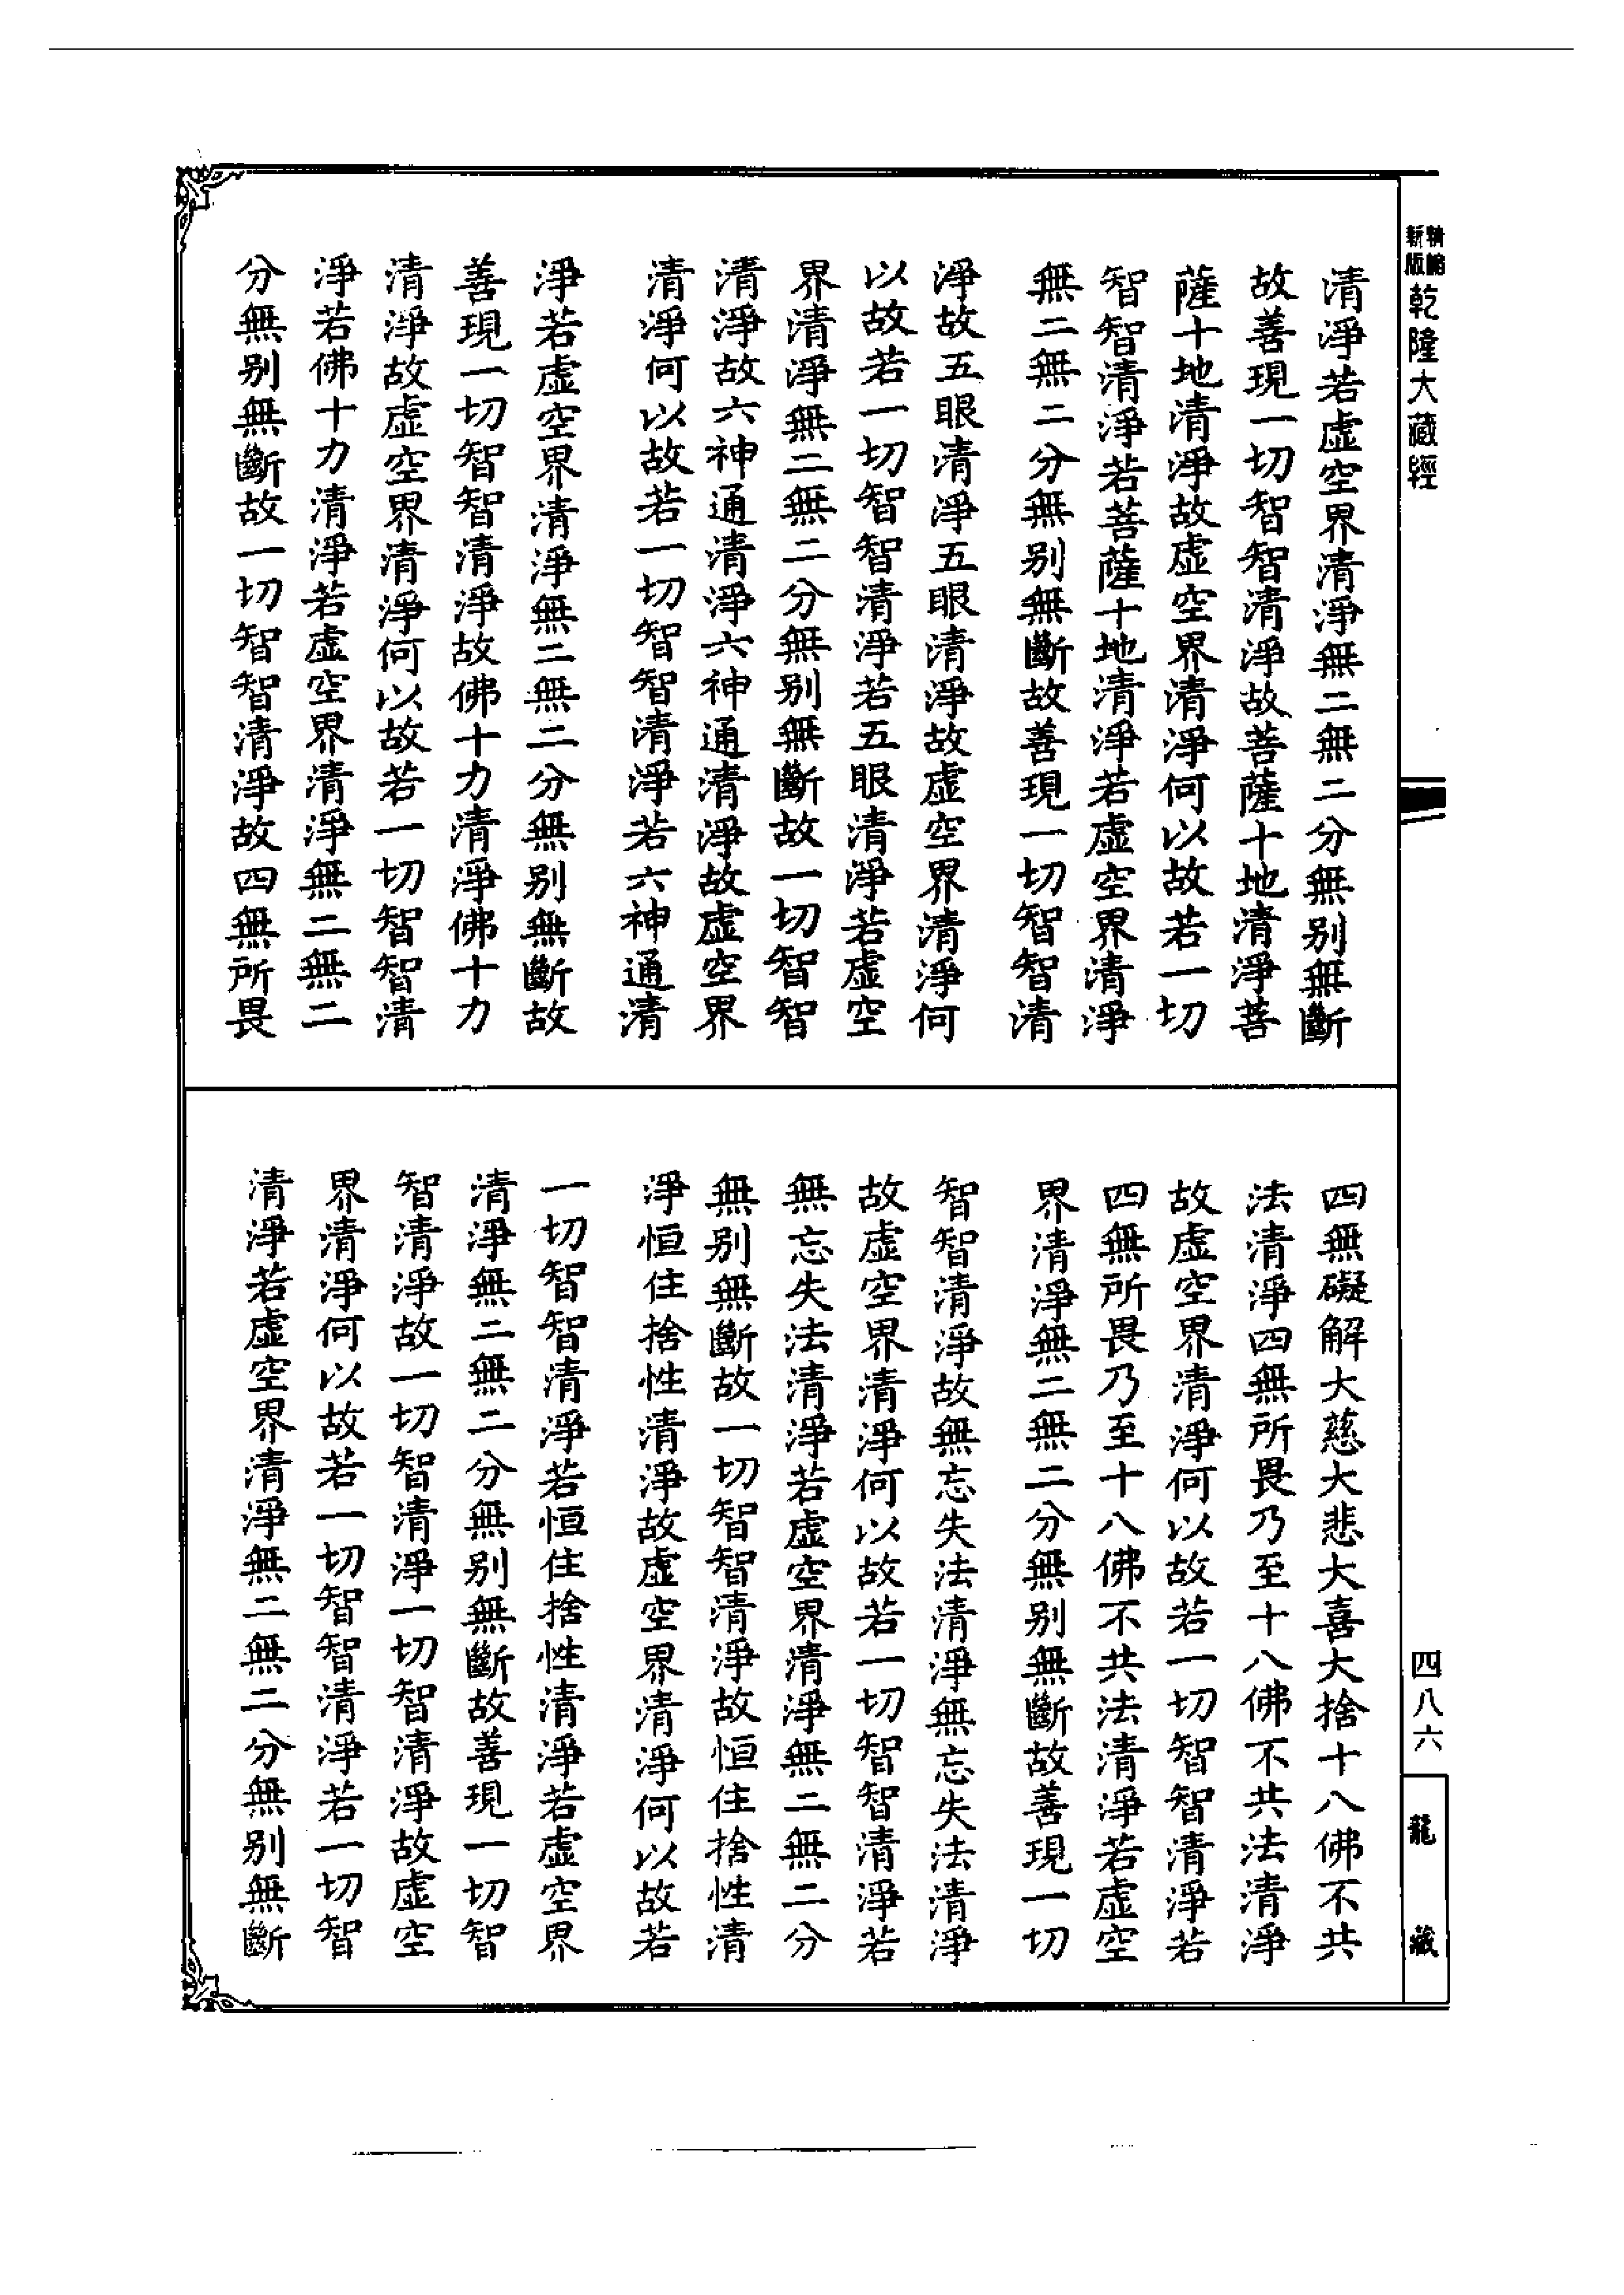 新版 精縮 乾隆大藏經
清淨若虛空界清淨無二無二分無別無斷
故善現一切智智清淨故菩薩十地清淨菩
薩十地清淨故虛空界清淨何以故若一切
智智清淨若菩薩十地清淨若虛空界清淨
無二無二分無別無斷故善現一切智智清
淨故五眼清淨五眼清淨故虛空界清淨何
以故若一切智智清淨若五眼清淨若虛空
界清淨無二無二分無別無斷故一切智智
清淨故六神通清淨六神通清淨故虛空界
清淨何以故若一切智智清淨若六神通清
淨若虛空界清淨無二無二分無別無斷故
善現一切智智清淨故佛十力清淨佛十力
清淨故虛空界清淨何以故若一切智智清
淨若佛十力清淨若虛空界清淨無二無二
分無別無斷故一切智智清淨故四無所畏
四無礙解大慈大悲大喜大捨十八佛不共
法清淨四無所畏乃至十八佛不共法清淨
故虛空界清淨何以故若一切智智清淨若
四無所畏乃至十八佛不共法清淨若虛空
界清淨無二無二分無別無斷故善現一切
智智清淨故無忘失法清淨無忘失法清淨
故虛空界清淨何以故若一切智智清淨若
無忘失法清淨若虛空界清淨無二無二分
無別無斷故一切智智清淨故恒住捨性清
淨恒住捨性清淨故虛空界清淨何以故若
一切智智清淨若恒住捨性清淨若虛空界
清淨無二無二分無別無斷故善現一切智
智清淨故一切智清淨一切智清淨故虛空
界清淨何以故若一切智智清淨若一切智
清淨若虛空界清淨無二無二分無別無斷
四八六
龍藏